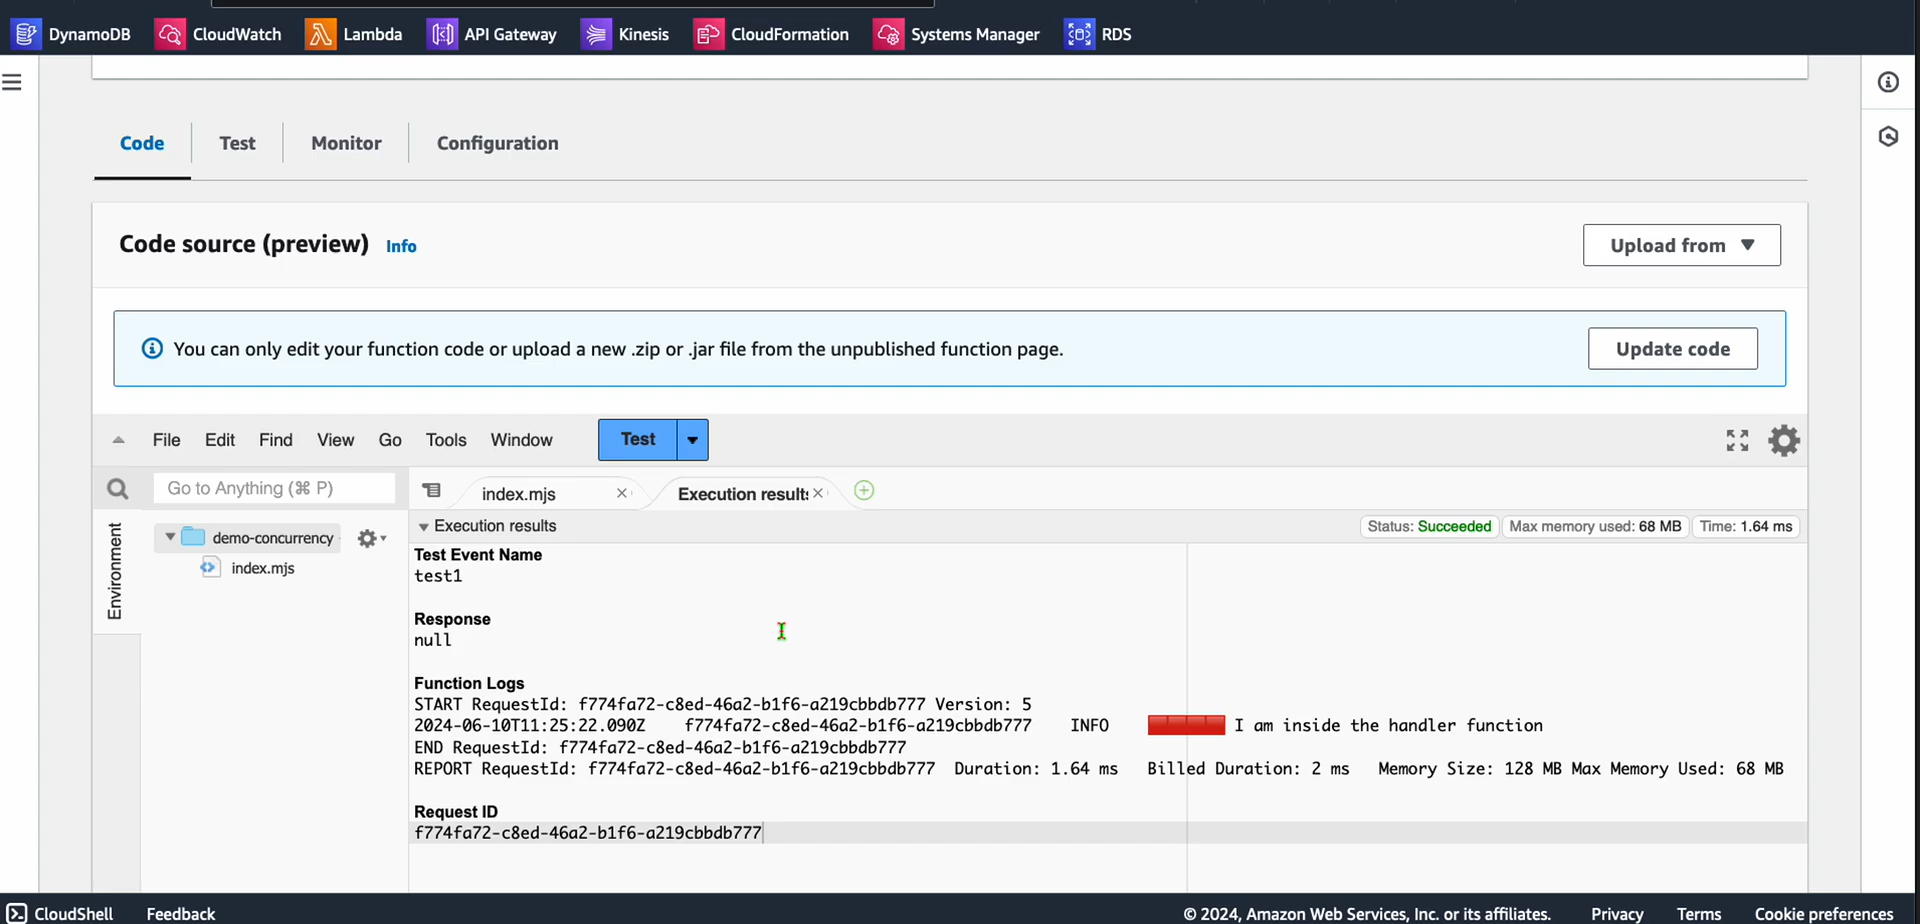 DynamoDB CloudWatch Lambda API Gateway Kinesis CloudFormation Systems Manager RDS
Code Test Monitor Configuration
Code source (preview) Info
Upload from
You can only edit your function code or upload a new .zip or .jar file from the unpublished function page.
Update code
File Edit Find View Go Tools Window Test
Go to Anything (⌘ P)
index.mjs
Execution results
Environment
demo-concurrency
index.mjs
Execution results
Status: Succeeded Max memory used: 68 MB Time: 1.64 ms
Test Event Name
test1
Response
null
Function Logs
START RequestId: f774fa72-c8ed-46a2-b1f6-a219cbbdb777 Version: 5
2024-06-10T11:25:22.090Z f774fa72-c8ed-46a2-b1f6-a219cbbdb777 INFO 🟥🟥🟥🟥 I am inside the handler function
END RequestId: f774fa72-c8ed-46a2-b1f6-a219cbbdb777
REPORT RequestId: f774fa72-c8ed-46a2-b1f6-a219cbbdb777 Duration: 1.64 ms Billed Duration: 2 ms Memory Size: 128 MB Max Memory Used: 68 MB
Request ID
f774fa72-c8ed-46a2-b1f6-a219cbbdb777
CloudShell Feedback © 2024, Amazon Web Services, Inc. or its affiliates. Privacy Terms Cookie preferences